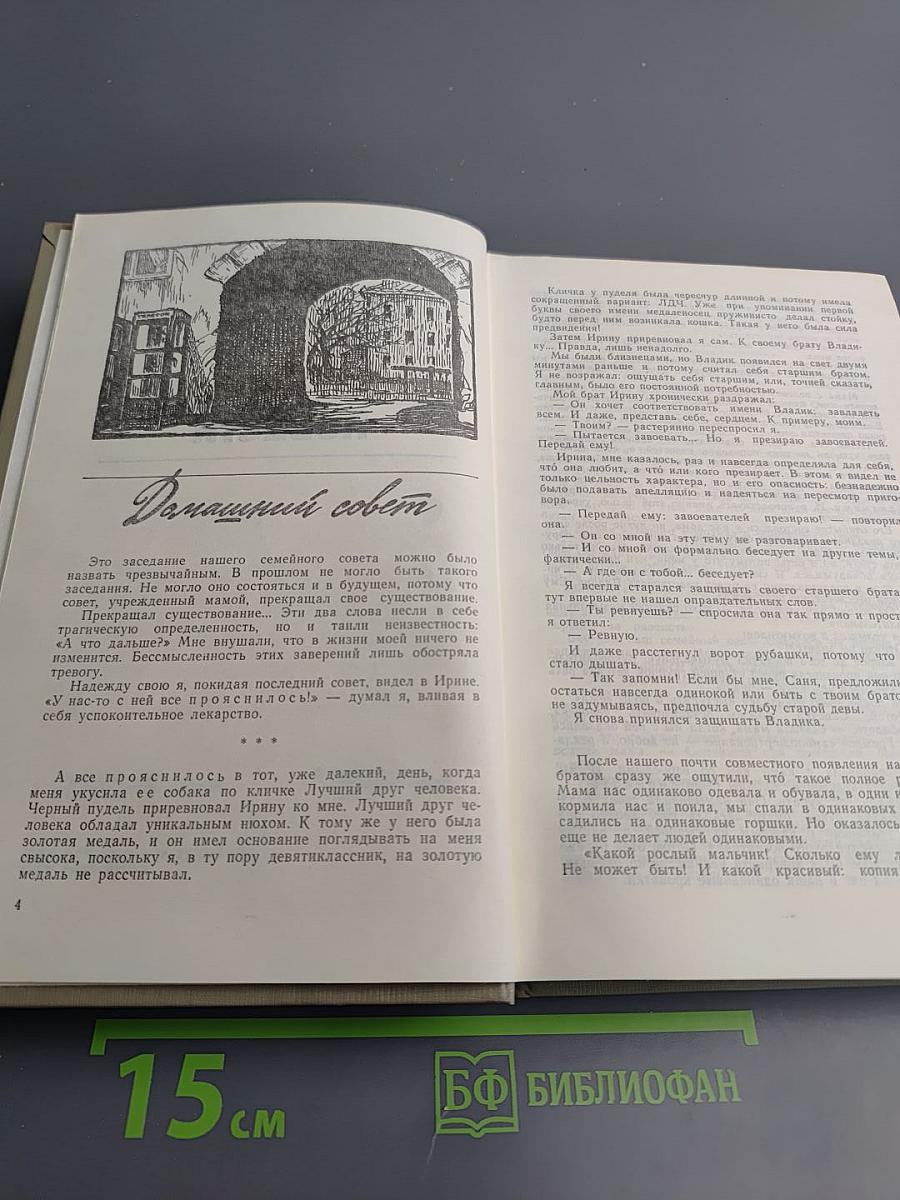 Домашний совет
Это заседание нашего семейного совета можно было
назвать чрезвычайным. В прошлом не могло быть такого
заседания. Не могло оно состояться и в будущем, потому что
совет, учрежденный мамой, прекращал свое существование.
Прекращал существование... Эти два слова несли в себе
трагическую определенность, но и таили неизвестность:
«А что дальше?» Мне внушали, что в жизни моей ничего не
изменится. Бессмысленность этих заверений лишь обостряла
тревогу.
Надежду свою я, покидая последний совет, видел в Ирине.
«У нас-то с ней все прояснилось!» — думал я, вливая в
себя успокоительное лекарство.
* * *
А все прояснилось в тот, уже далекий, день, когда
меня укусила ее собака по кличке Лучший друг человека.
Черный пудель приревновал Ирину ко мне. Лучший друг че-
ловека обладал уникальным нюхом. К тому же у него была
золотая медаль, и он имел основание поглядывать на меня
свысока, поскольку я, в ту пору девятиклассник, на золотую
медаль не рассчитывал.
4
Кличка у пуделя была чересчур длинной и потому имела
сокращенный вариант: ЛДЧ. Уже при упоминании первой
буквы своего имени медаленосец пружинисто делал стойку,
будто перед ним возникала кошка. Такая у него была сила
предвидения!
Затем Ирину приревновал я сам. К своему брату Влади-
ку... Правда, лишь ненадолго.
Мы были близнецами, но Владик появился на свет двумя
минутами раньше и потому считал себя старшим братом.
Я не возражал: ощущать себя старшим, или, точней сказать,
главным, было его постоянной потребностью.
Мой брат Ирину хронически раздражал:
— Он хочет соответствовать имени Владик: завладеть
всем. И даже, представь себе, сердцем. К примеру, моим.
— Твоим? — растерянно переспросил я.
— Пытается завоевать... Но я презираю завоевателей.
Передай ему!
Ирина, мне казалось, раз и навсегда определяла для себя,
что́ она любит, а что́ или кого презирает. В этом я видел не
только цельность характера, но и его опасность: безнадежно
было подавать апелляцию и надеяться на пересмотр приго-
вора.
— Передай ему: завоевателей презираю! — повторил
она.
— Он со мной на эту тему не разговаривает.
— И со мной он формально беседует на другие темы,
фактически...
— А где он с тобой... беседует?
Я всегда старался защищать своего старшего брата
тут впервые не нашел оправдательных слов.
— Ты ревнуешь? — спросила она так прямо и прост
я ответил:
— Ревную.
И даже расстегнул ворот рубашки, потому что
стало дышать.
— Так запомни! Если бы мне, Саня, предложили
остаться навсегда одинокой или быть с твоим брато
не задумываясь, предпочла судьбу старой девы.
Я снова принялся защищать Владика.
После нашего почти совместного появления на
братом сразу же ощутили, что́ такое полное р
Мама нас одинаково одевала и обувала, в одни и
кормила нас и поила, мы спали в одинаковых
садились на одинаковые горшки. Но оказалось
еще не делает людей одинаковыми.
«Какой рослый мальчик! Сколько ему л
Не может быть! И какой красивый: копия
15 см
БФ БИБЛИОФАН